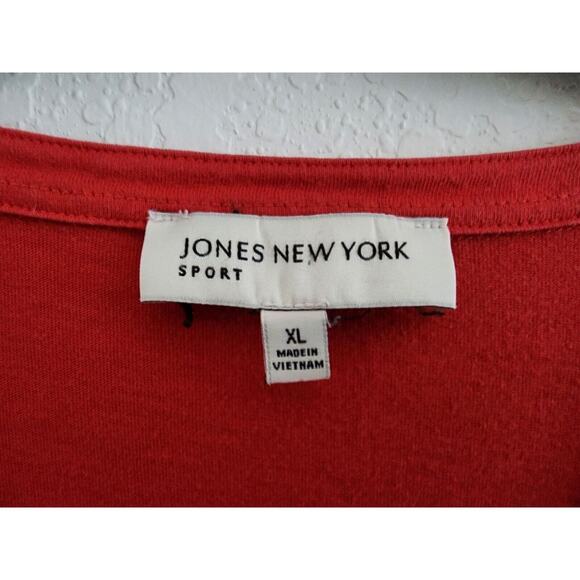 JONES NEW YORK
SPORT
XL
MADE IN
VIETNAM